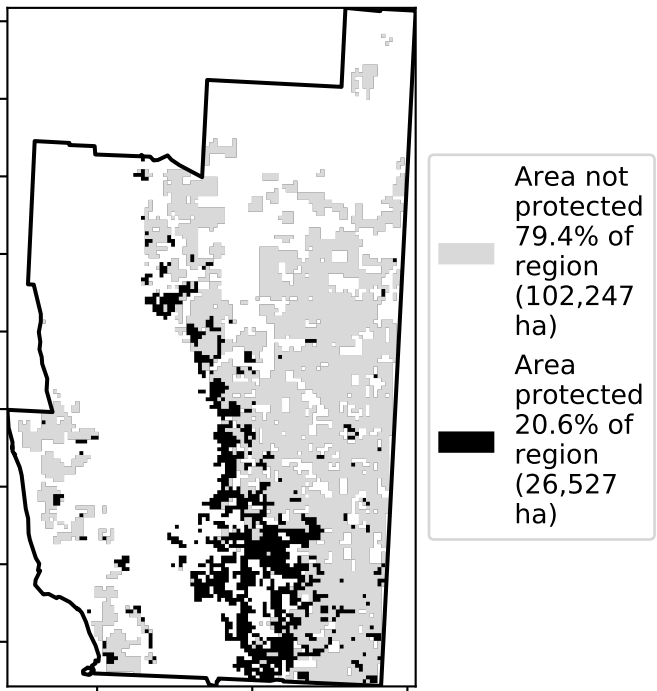 Area not
protected
79.4% of
region
(102,247
ha)
Area
protected
20.6% of
region
(26,527
ha)